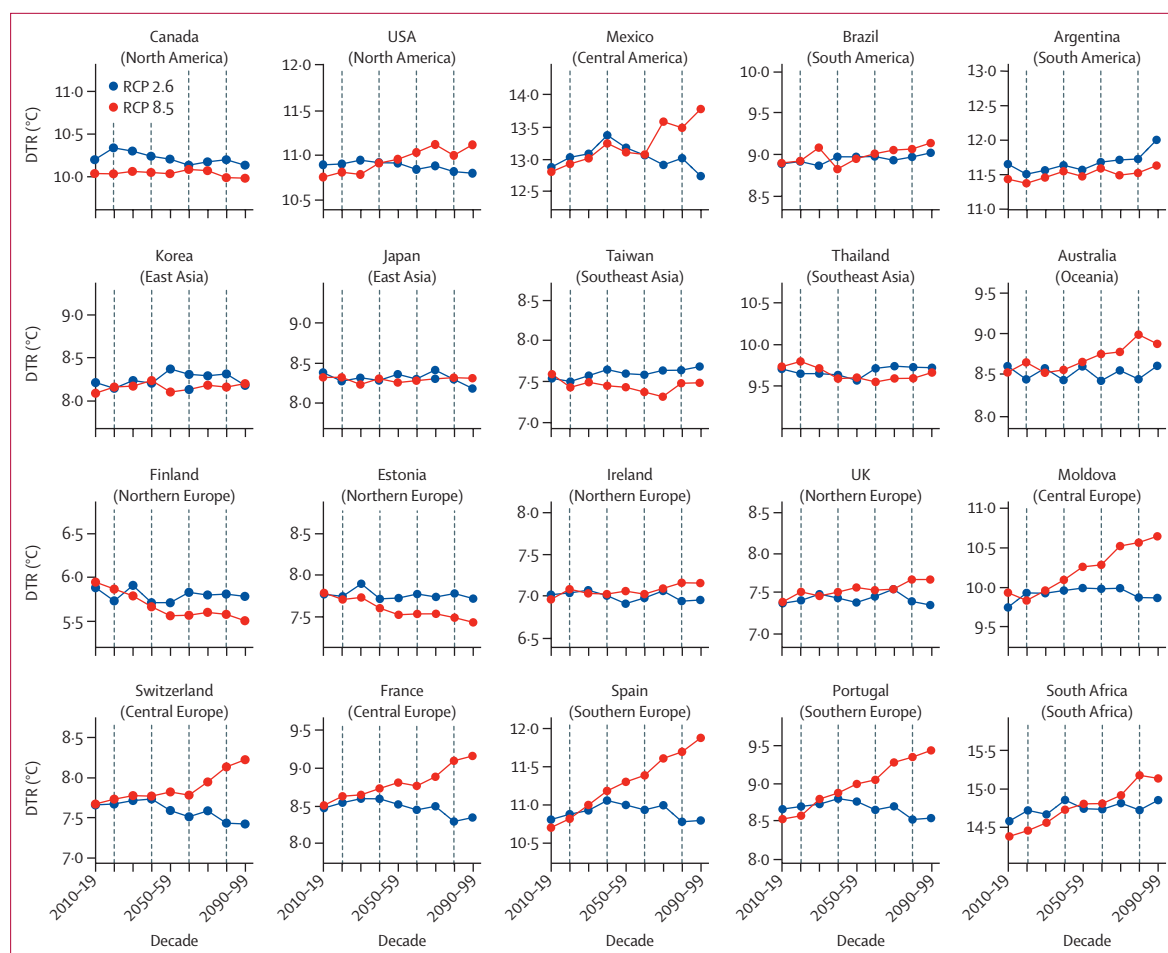 Canada
(North America)
USA
(North America)
Mexico
(Central America)
Brazil
(South America)
Argentina
(South America)
DTR (°C)
11·0
10·5
10·0
RCP 2.6
RCP 8.5
12·0
11·5
11·0
10·5
14·0
13·5
13·0
12·5
10·0
9·5
9·0
8·5
13·0
12·5
12·0
11·5
11·0
Korea
(East Asia)
Japan
(East Asia)
Taiwan
(Southeast Asia)
Thailand
(Southeast Asia)
Australia
(Oceania)
DTR (°C)
9·0
8·5
8·0
9·0
8·5
8·0
8·5
8·0
7·5
7·0
10·5
10·0
9·5
9·5
9·0
8·5
8·0
Finland
(Northern Europe)
Estonia
(Northern Europe)
Ireland
(Northern Europe)
UK
(Northern Europe)
Moldova
(Central Europe)
DTR (°C)
6·5
6·0
5·5
8·5
8·0
7·5
8·0
7·5
7·0
6·5
8·5
8·0
7·5
7·0
11·0
10·5
10·0
9·5
Switzerland
(Central Europe)
France
(Central Europe)
Spain
(Southern Europe)
Portugal
(Southern Europe)
South Africa
(South Africa)
DTR (°C)
8·5
8·0
7·5
7·0
9·5
9·0
8·5
8·0
12·0
11·5
11·0
10·5
9·5
9·0
8·5
8·0
15·5
15·0
14·5
2010–19
2050–59
2090–99
2010–19
2050–59
2090–99
2010–19
2050–59
2090–99
2010–19
2050–59
2090–99
2010–19
2050–59
2090–99
Decade
Decade
Decade
Decade
Decade